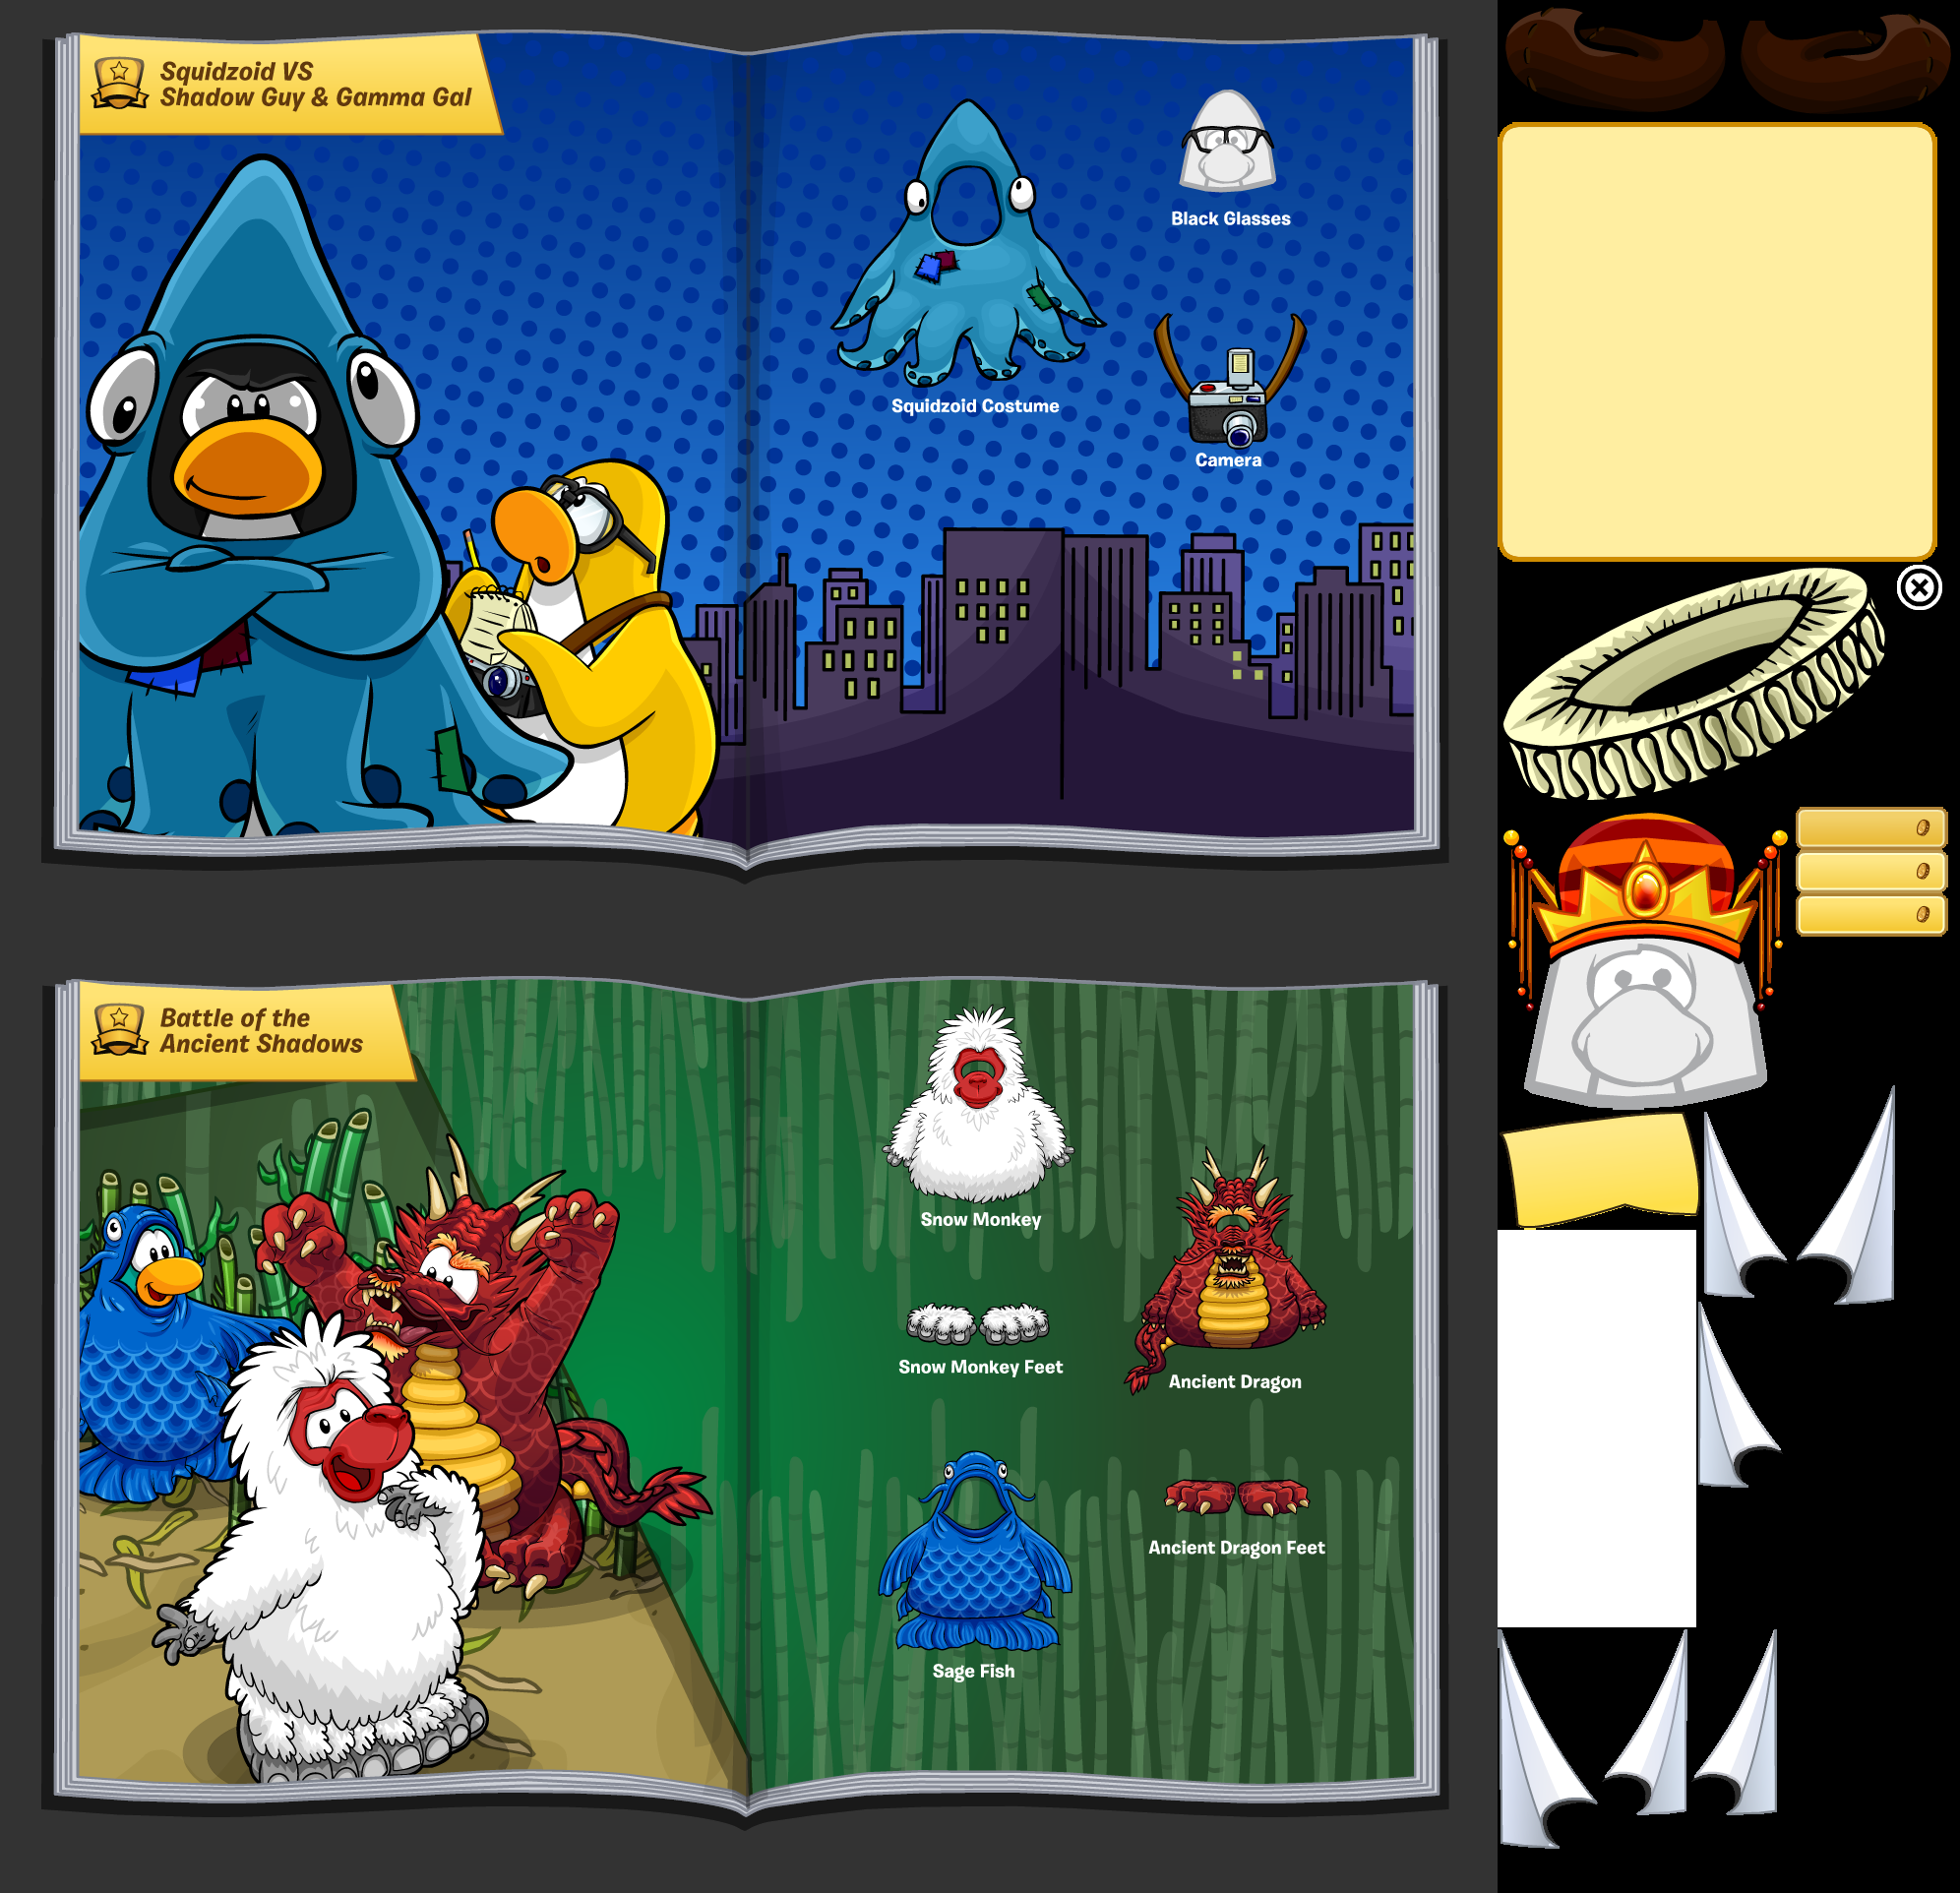 Squidzoid VS
Shadow Guy & Gamma Gal
Black Glasses
Squidzoid Costume
Camera
Battle of the
Ancient Shadows
Snow Monkey
Snow Monkey Feet
Ancient Dragon
Ancient Dragon Feet
Sage Fish